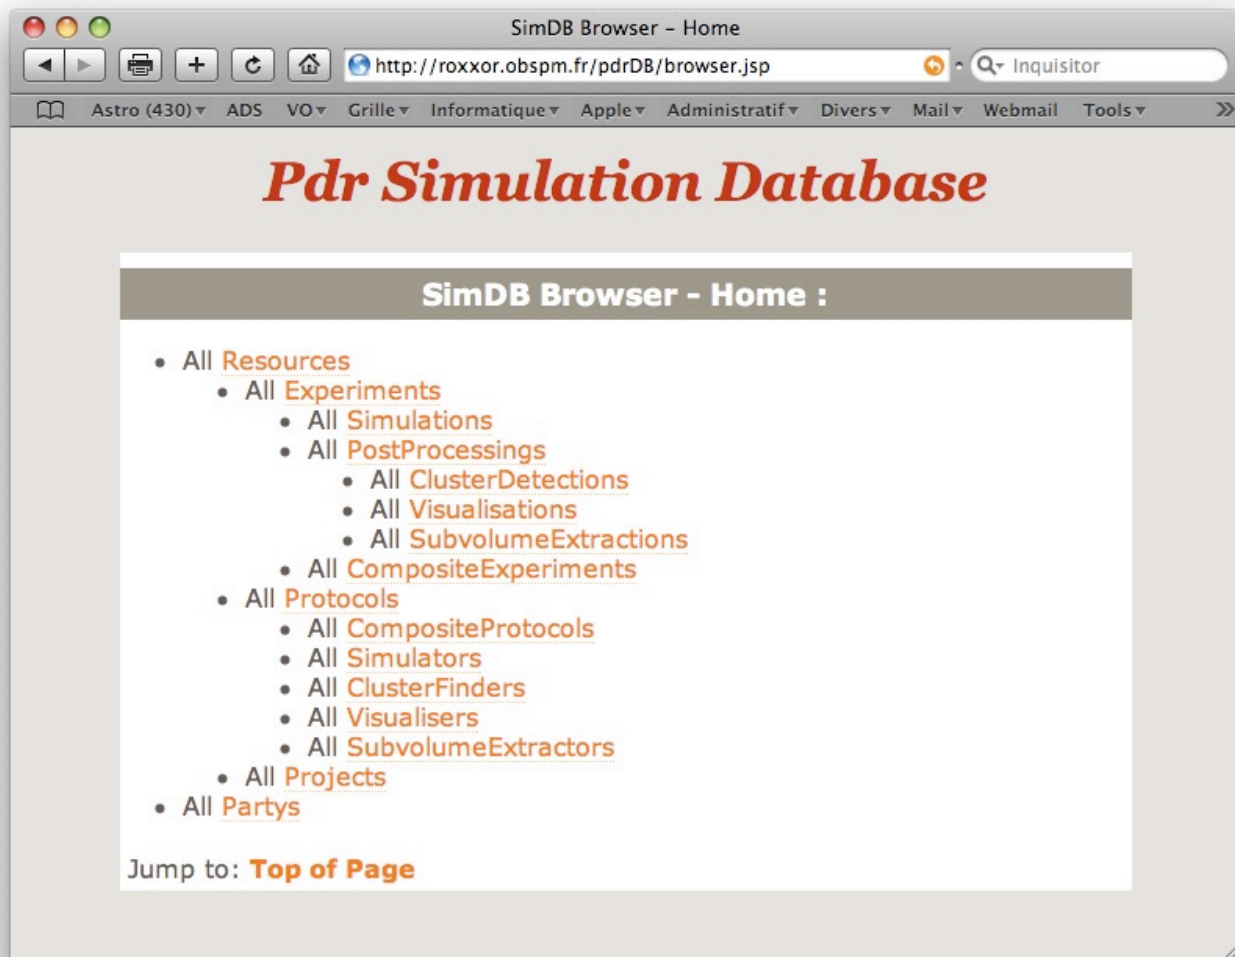 SimDB Browser – Home
http://roxxor.obspm.fr/pdrDB/browser.jsp
Inquisitor
Astro (430) ADS VO Grille Informatique Apple Administratif Divers Mail Webmail Tools
Pdr Simulation Database
SimDB Browser - Home :
• All Resources
• All Experiments
• All Simulations
• All PostProcessings
• All ClusterDetections
• All Visualisations
• All SubvolumeExtractions
• All CompositeExperiments
• All Protocols
• All CompositeProtocols
• All Simulators
• All ClusterFinders
• All Visualisers
• All SubvolumeExtractors
• All Projects
• All Partys
Jump to: Top of Page